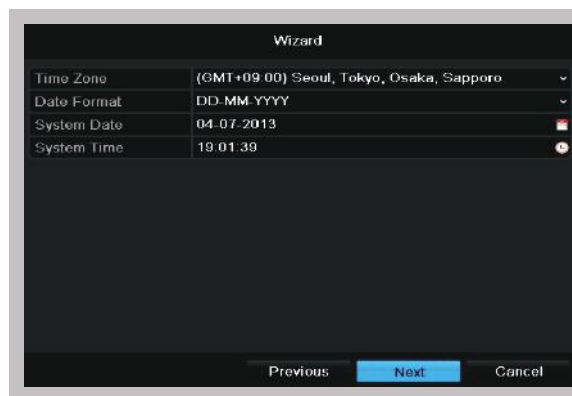 Wizard
Time Zone (GMT+09:00) Seoul, Tokyo, Osaka, Sapporo
Date Format DD-MM-YYYY
System Date 04-07-2013
System Time 19:01:39
Previous Next Cancel